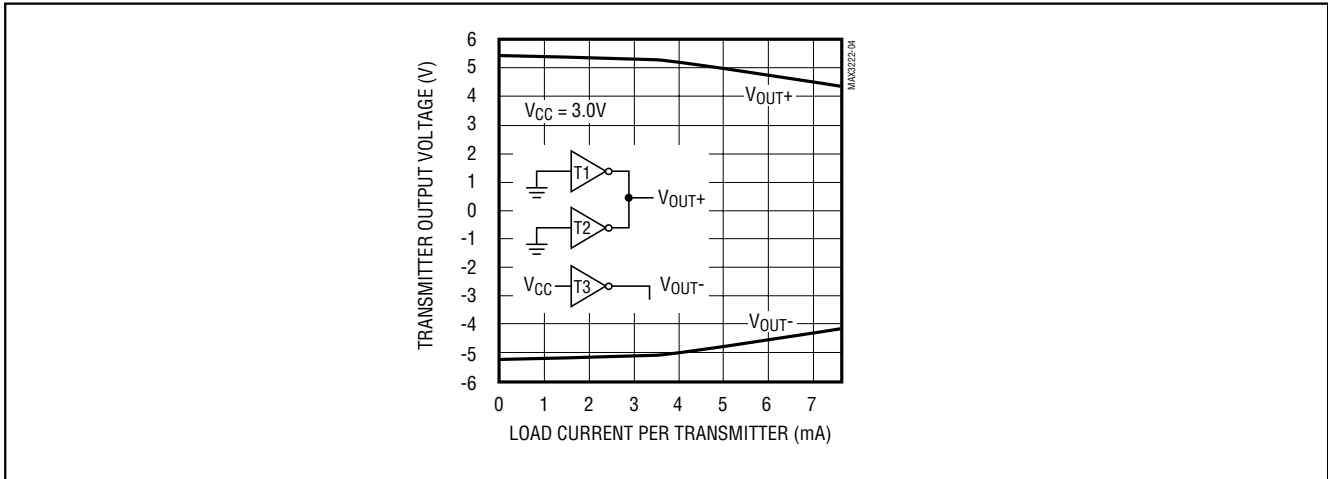 TRANSMITTER OUTPUT VOLTAGE (V)
6
5
4
3
2
1
0
-1
-2
-3
-4
-5
-6
MAX3222-04
VOUT+
VCC = 3.0V
T1
VOUT+
T2
VCC
T3
VOUT-
VOUT-
0 1 2 3 4 5 6 7
LOAD CURRENT PER TRANSMITTER (mA)